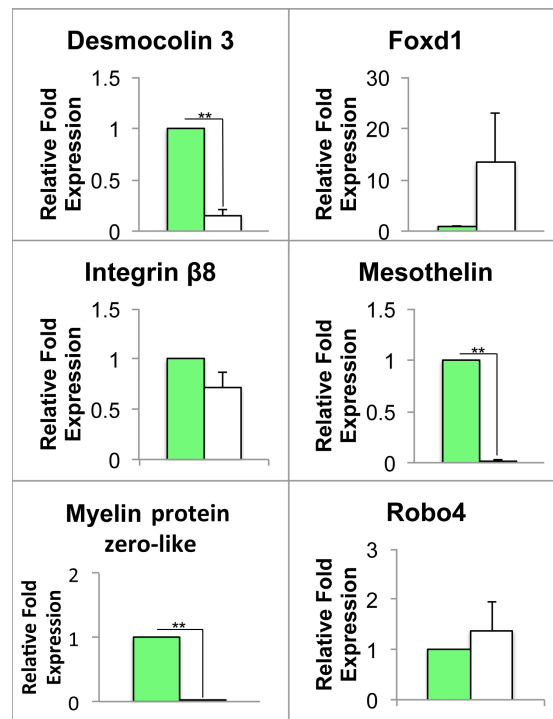 Desmocolin 3
Relative Fold
Expression
1.5
1
0.5
0
**
Foxd1
Relative Fold
Expression
30
20
10
0
Integrin β8
Relative Fold
Expression
1.5
1
0.5
0
Mesothelin
Relative Fold
Expression
1.5
1
0.5
0
**
Myelin protein
zero-like
Relative Fold
Expression
2
1
0
**
Robo4
Relative Fold
Expression
3
2
1
0